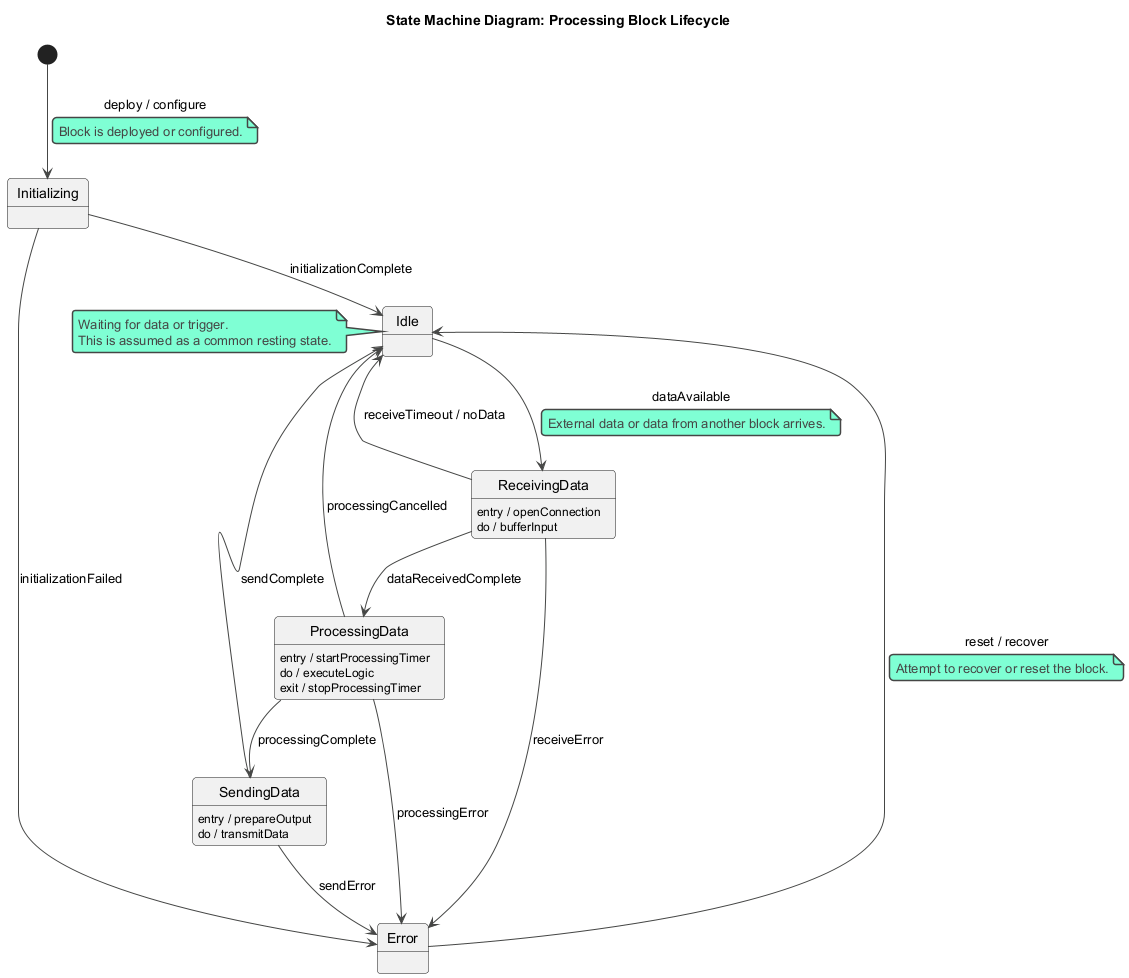 State Machine Diagram: Processing Block Lifecycle
deploy / configure
Block is deployed or configured.
Initializing
initializationComplete
Idle
Waiting for data or trigger.
This is assumed as a common resting state.
dataAvailable
External data or data from another block arrives.
receiveTimeout / noData
ReceivingData
entry / openConnection
do / bufferInput
processingCancelled
initializationFailed
sendComplete
dataReceivedComplete
ProcessingData
entry / startProcessingTimer
do / executeLogic
exit / stopProcessingTimer
reset / recover
Attempt to recover or reset the block.
processingComplete
receiveError
SendingData
entry / prepareOutput
do / transmitData
processingError
sendError
Error